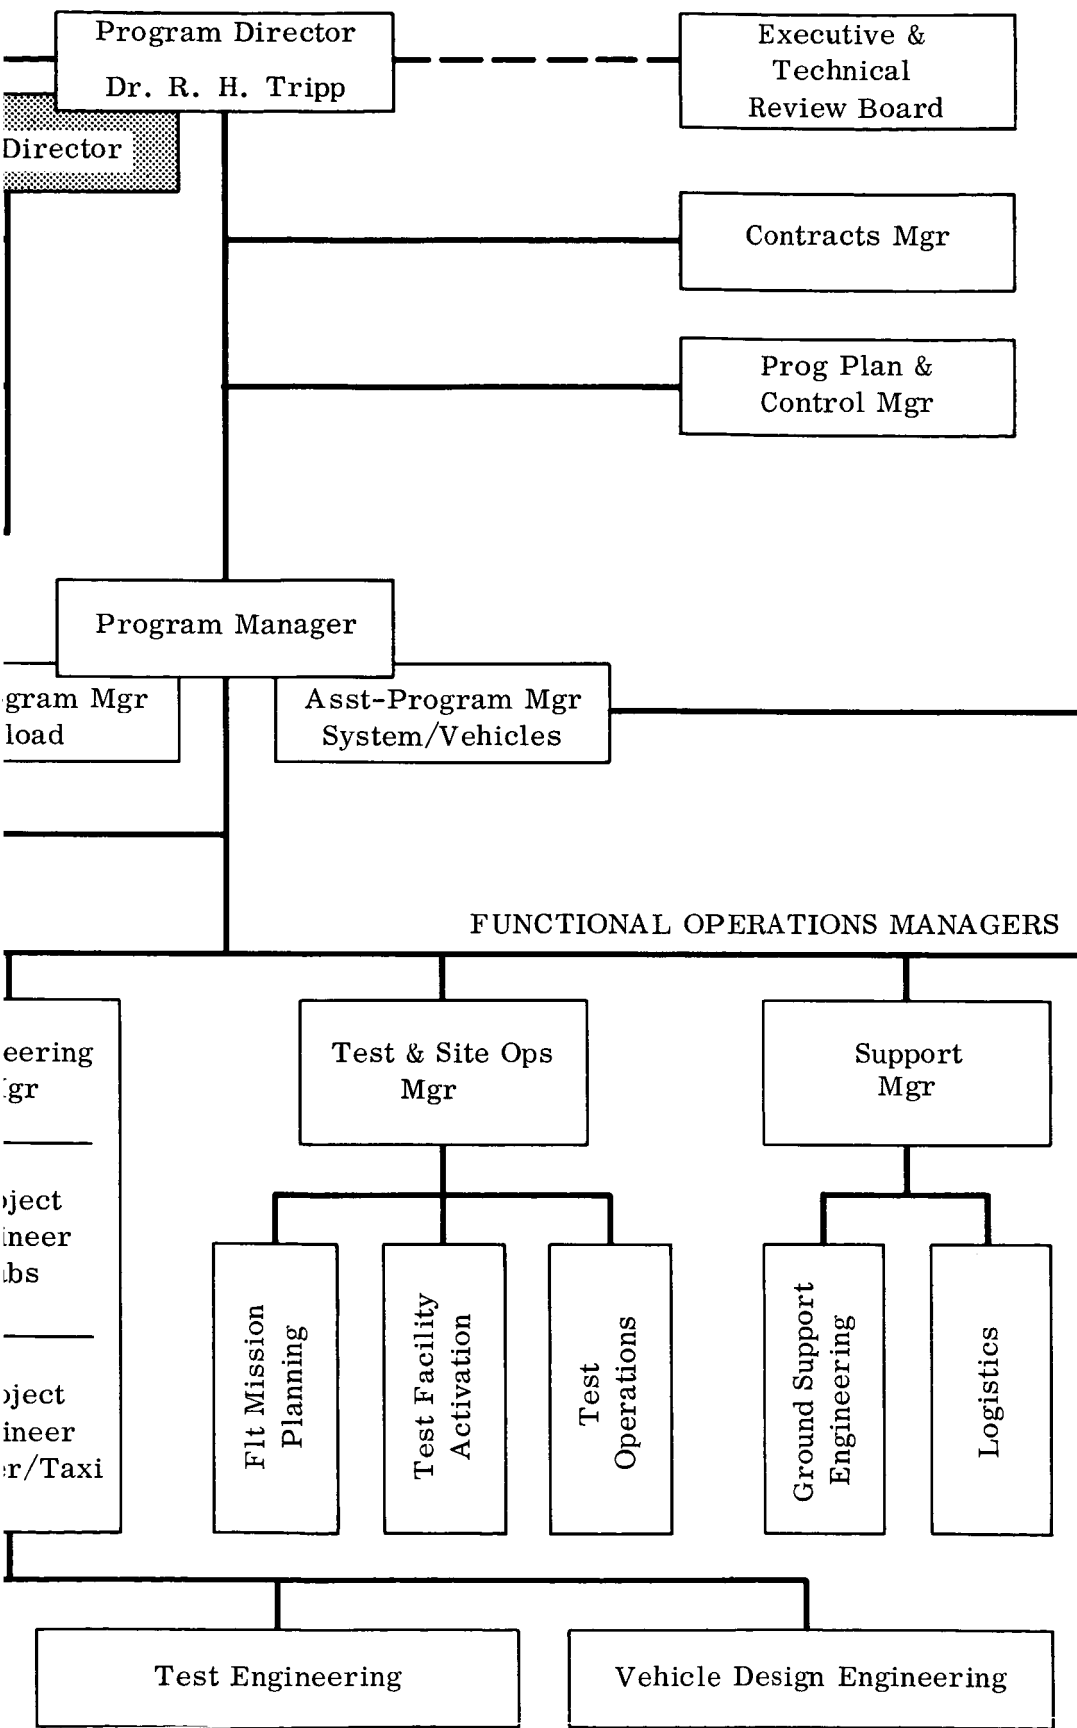 Program Director
Dr. R. H. Tripp
Executive &
Technical
Review Board
Director
Contracts Mgr
Prog Plan &
Control Mgr
Program Manager
Mgr
Asst-Program Mgr
System/Vehicles
FUNCTIONAL OPERATIONS MANAGERS
Test & Site Ops
Mgr
Support
Mgr
/Taxi
Flt Mission
Planning
Test Facility
Activation
Test
Operations
Ground Support
Engineering
Logistics
Test Engineering
Vehicle Design Engineering